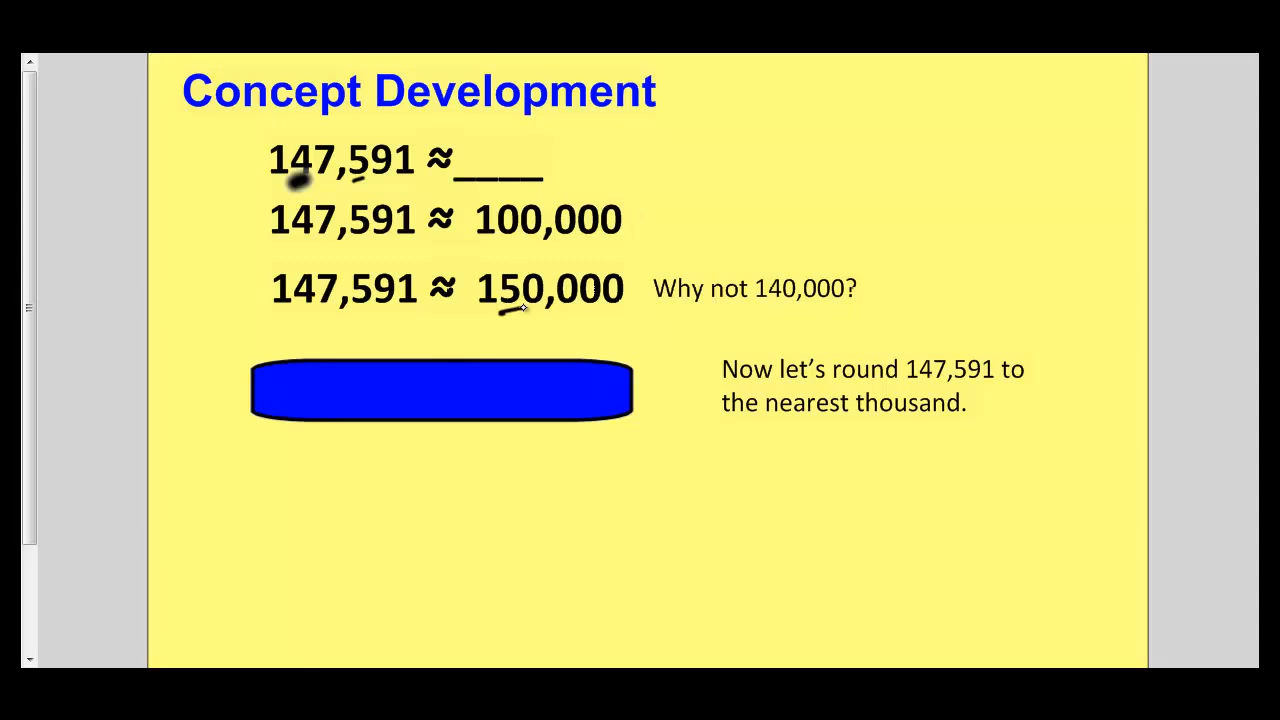 Concept Development
147,591 ≈____
147,591 ≈ 100,000
147,591 ≈ 150,000 Why not 140,000?
Now let’s round 147,591 to
the nearest thousand.